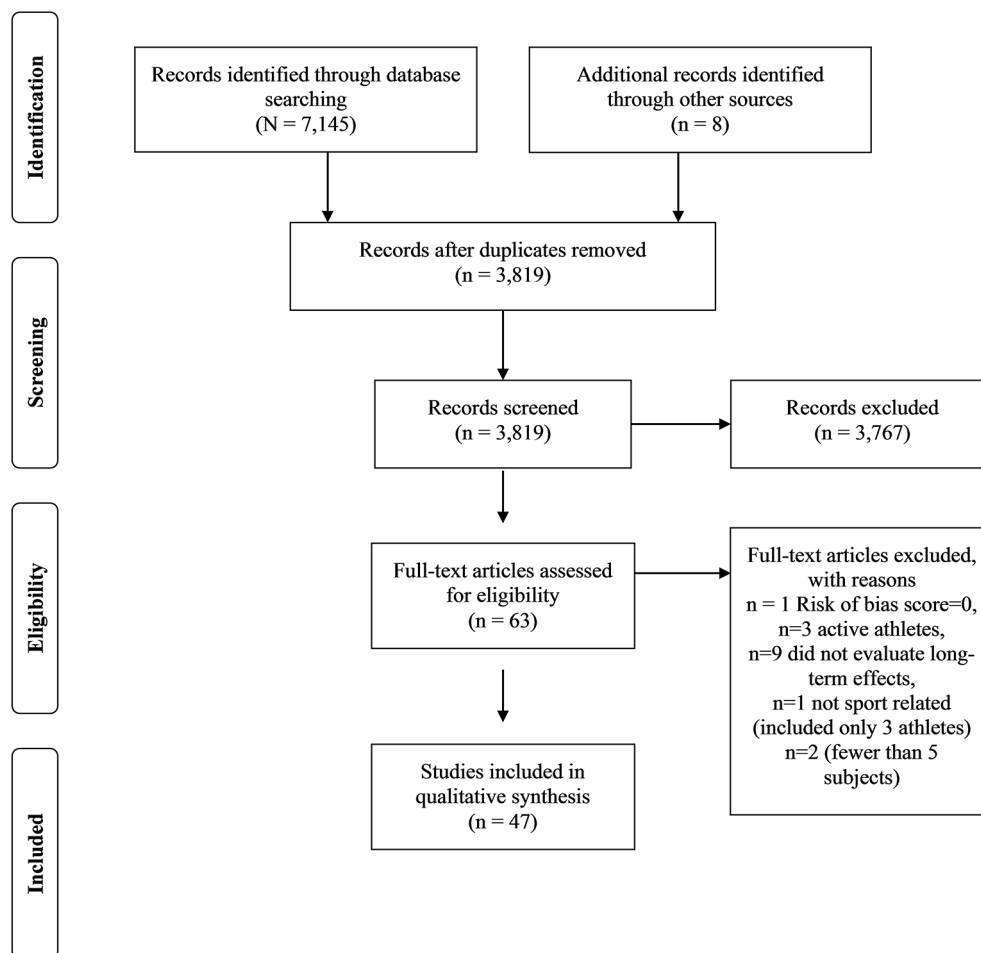 Identification
Records identified through database
searching
(N = 7,145)
Additional records identified
through other sources
(n = 8)
Records after duplicates removed
(n = 3,819)
Screening
Records screened
(n = 3,819)
Records excluded
(n = 3,767)
Eligibility
Full-text articles assessed
for eligibility
(n = 63)
Full-text articles excluded,
with reasons
n = 1 Risk of bias score=0,
n=3 active athletes,
n=9 did not evaluate long-
term effects,
n=1 not sport related
(included only 3 athletes)
n=2 (fewer than 5
subjects)
Included
Studies included in
qualitative synthesis
(n = 47)